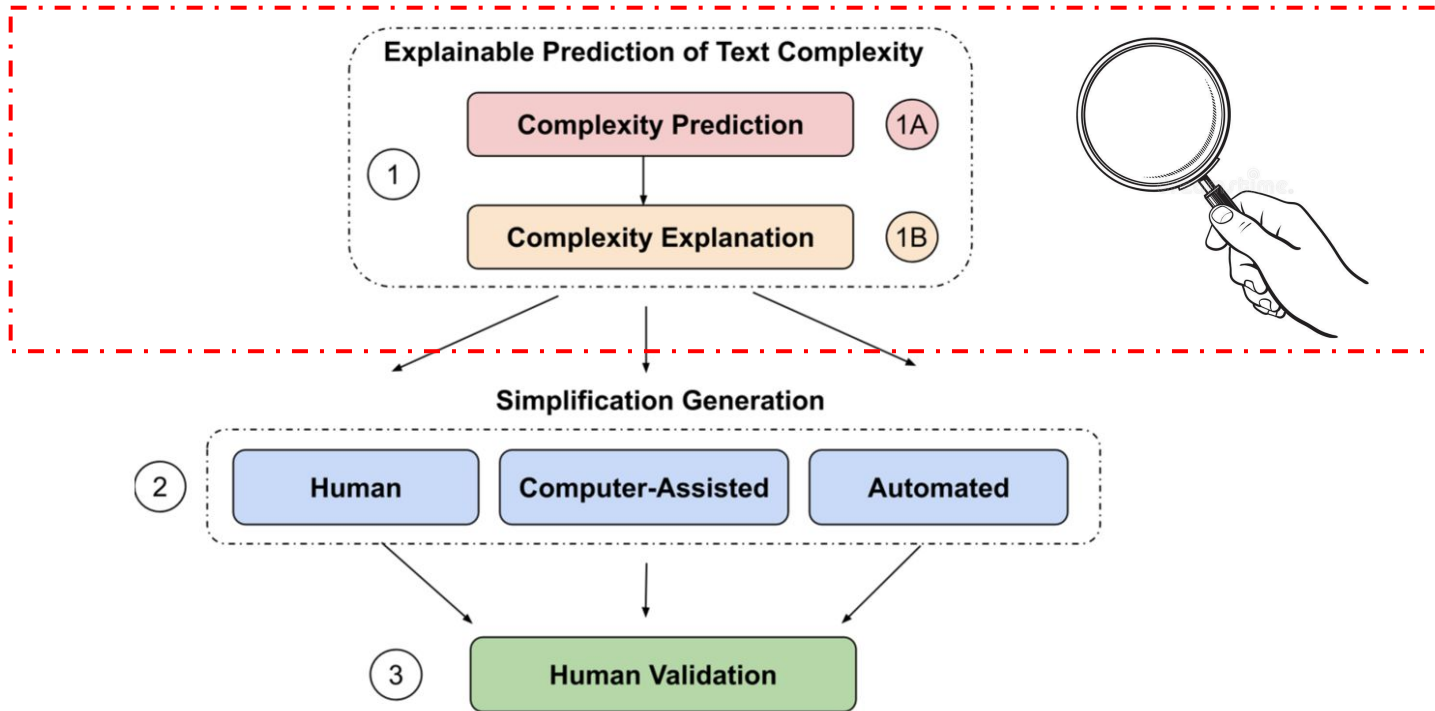 Explainable Prediction of Text Complexity
Complexity Prediction
1A
1
Complexity Explanation
1B
Simplification Generation
2
Human
Computer-Assisted
Automated
3
Human Validation